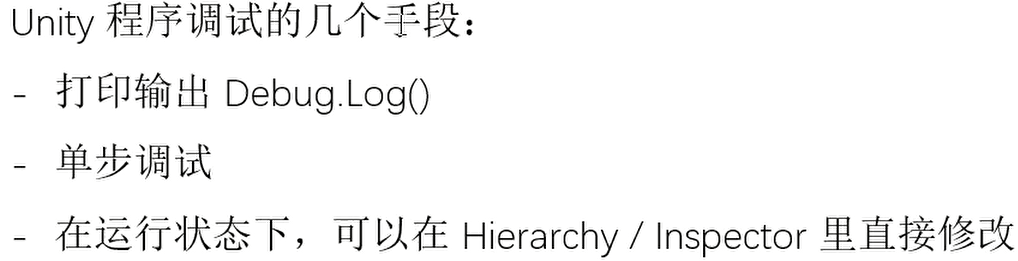 Unity 程序调试的几个手段：
- 打印输出 Debug.Log()
- 单步调试
- 在运行状态下，可以在 Hierarchy / Inspector 里直接修改